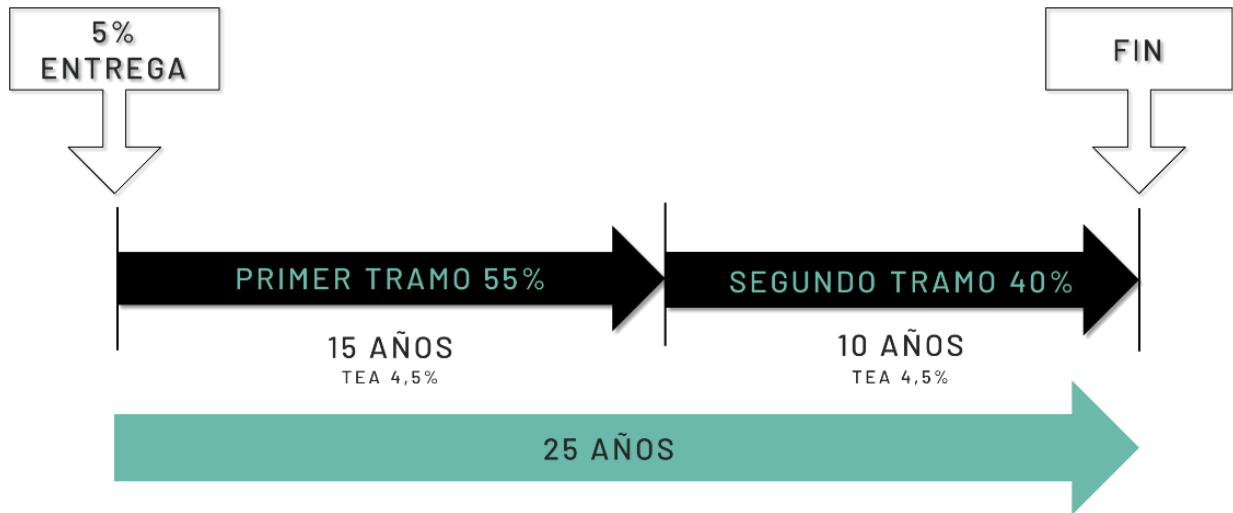 5%
ENTREGA
FIN
PRIMER TRAMO 55%
SEGUNDO TRAMO 40%
15 AÑOS
TEA 4,5%
10 AÑOS
TEA 4,5%
25 AÑOS